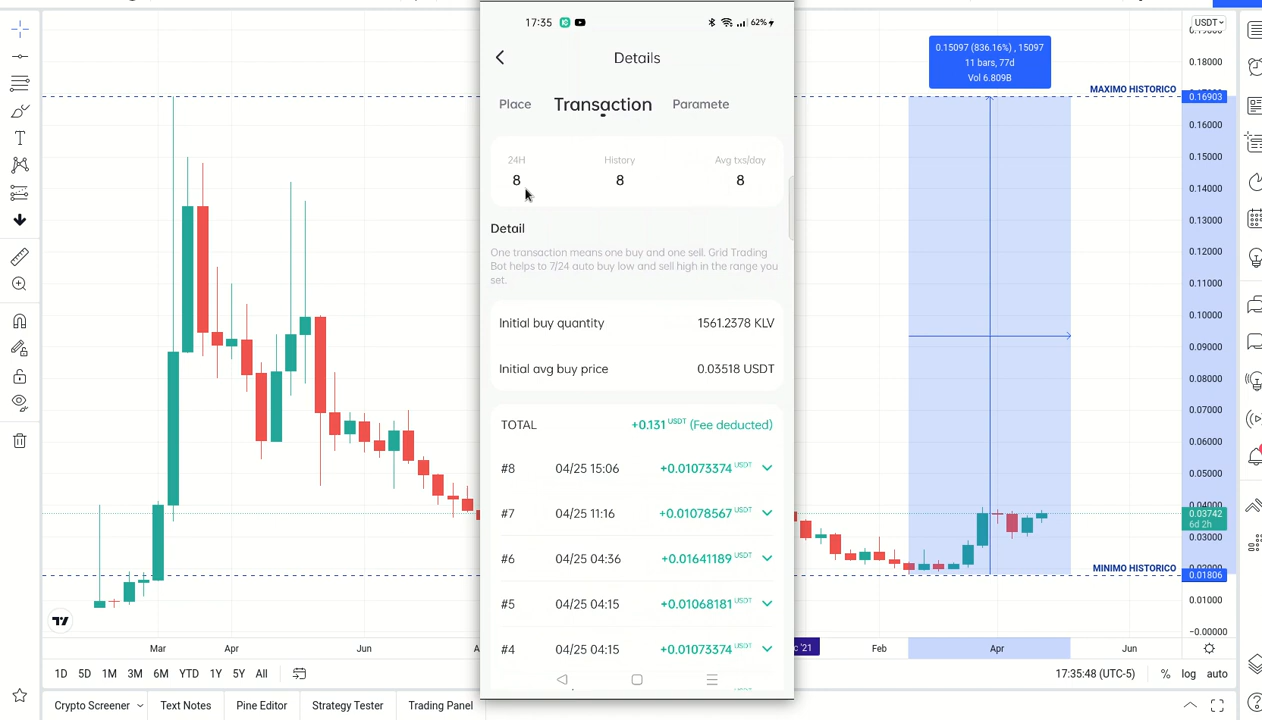 17:35
62%
Details
Place Transaction Paramete
24H History Avg txs/day
8 8 8
Detail
One transaction means one buy and one sell. Grid Trading
Bot helps to 7/24 auto buy low and sell high in the range you
set.
Initial buy quantity 1561.2378 KLV
Initial avg buy price 0.03518 USDT
TOTAL +0.131 USDT (Fee deducted)
#8 04/25 15:06 +0.01073374 USDT
#7 04/25 11:16 +0.01078567 USDT
#6 04/25 04:36 +0.01641189 USDT
#5 04/25 04:15 +0.01068181 USDT
#4 04/25 04:15 +0.01073374 USDT
0.15097 (836.16%) , 15097
11 bars, 77d
Vol 6.809B
MAXIMO HISTORICO
MINIMO HISTORICO
USDT
0.18000
0.16903
0.16000
0.15000
0.14000
0.13000
0.12000
0.11000
0.10000
0.09000
0.08000
0.07000
0.06000
0.05000
0.03742
6d 2h
0.03000
0.01806
0.01000
−0.00000
Mar Apr Jun Feb Apr Jun
1D 5D 1M 3M 6M YTD 1Y 5Y All
17:35:48 (UTC-5) % log auto
Crypto Screener Text Notes Pine Editor Strategy Tester Trading Panel